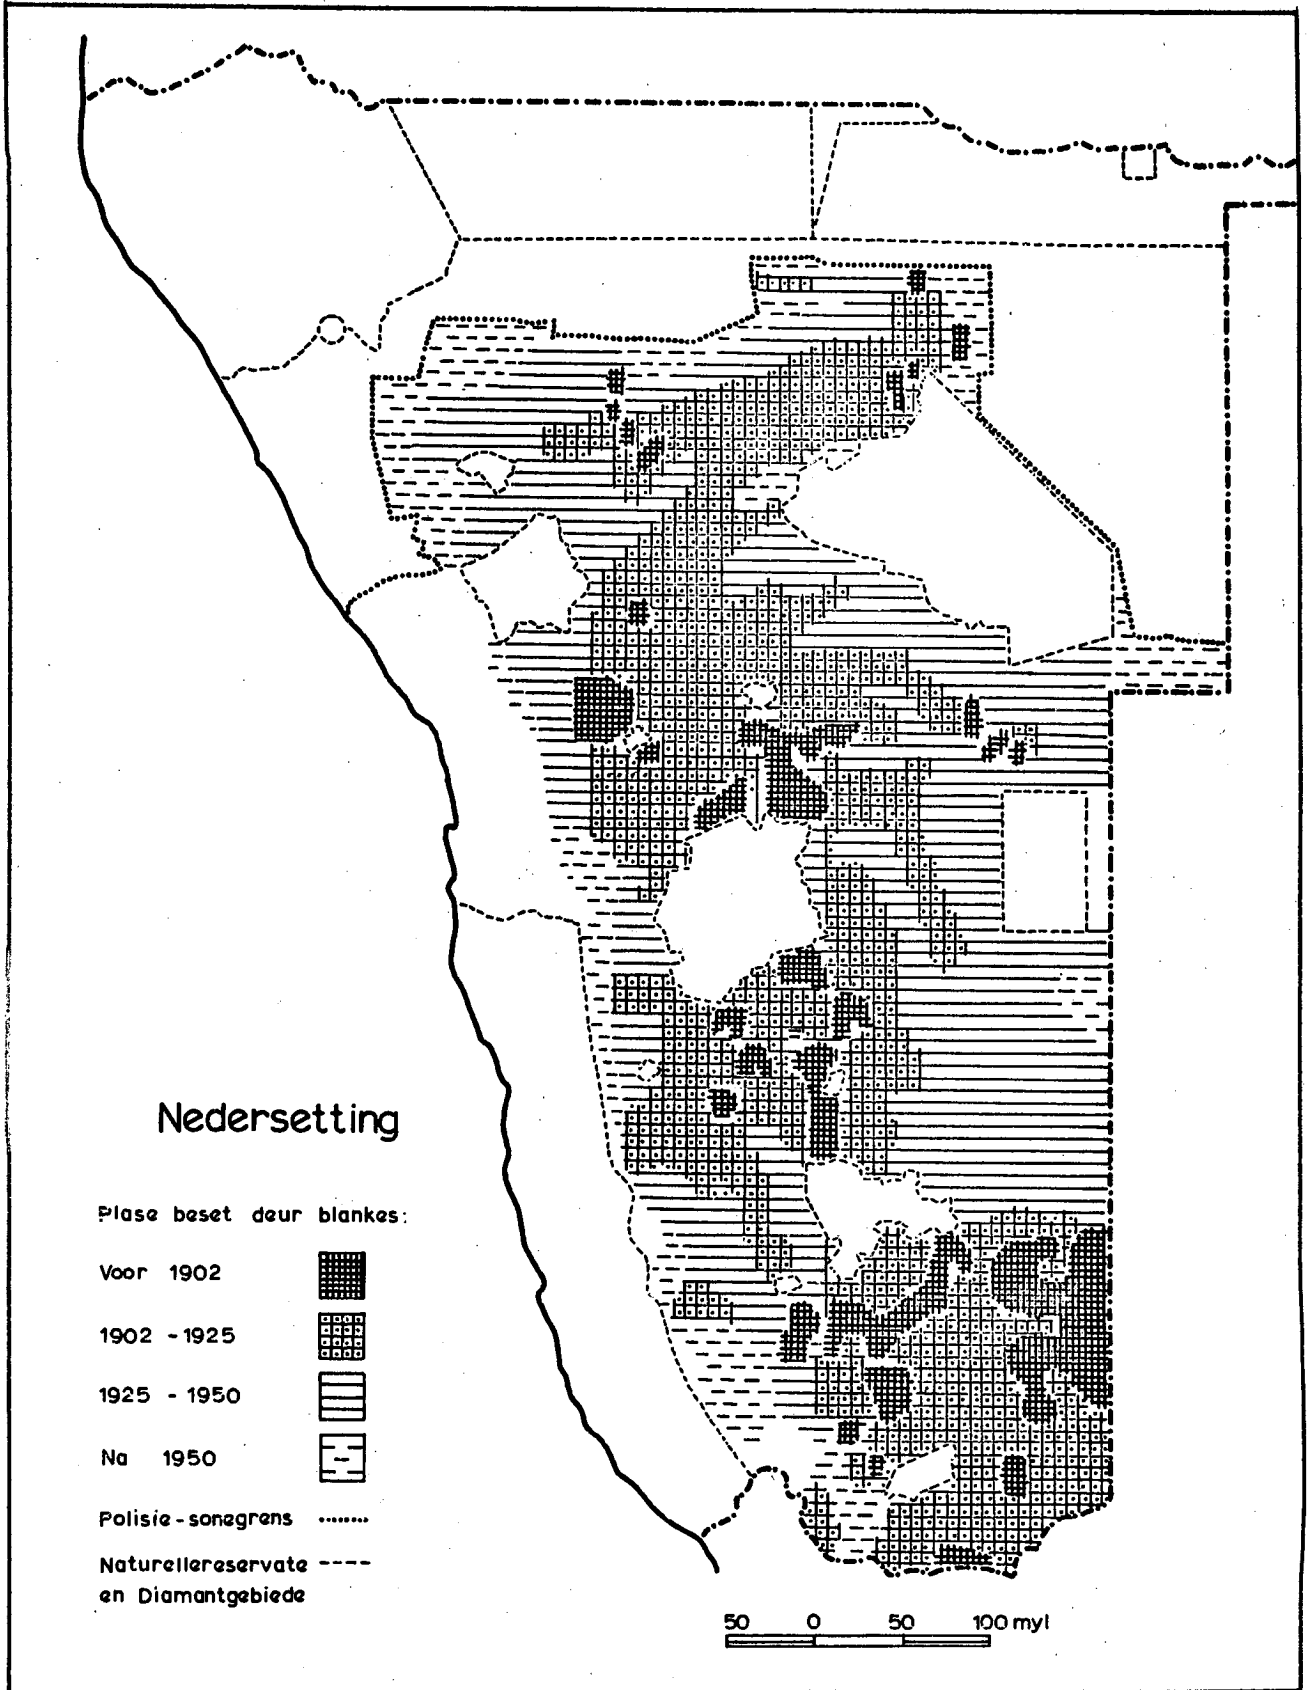 Nedersetting
Plase beset deur blankes:
Voor 1902
1902 - 1925
1925 - 1950
Na 1950
Polisie - sonegrens
Naturellereservate
en Diamantgebiede
50 0 50 100 myl